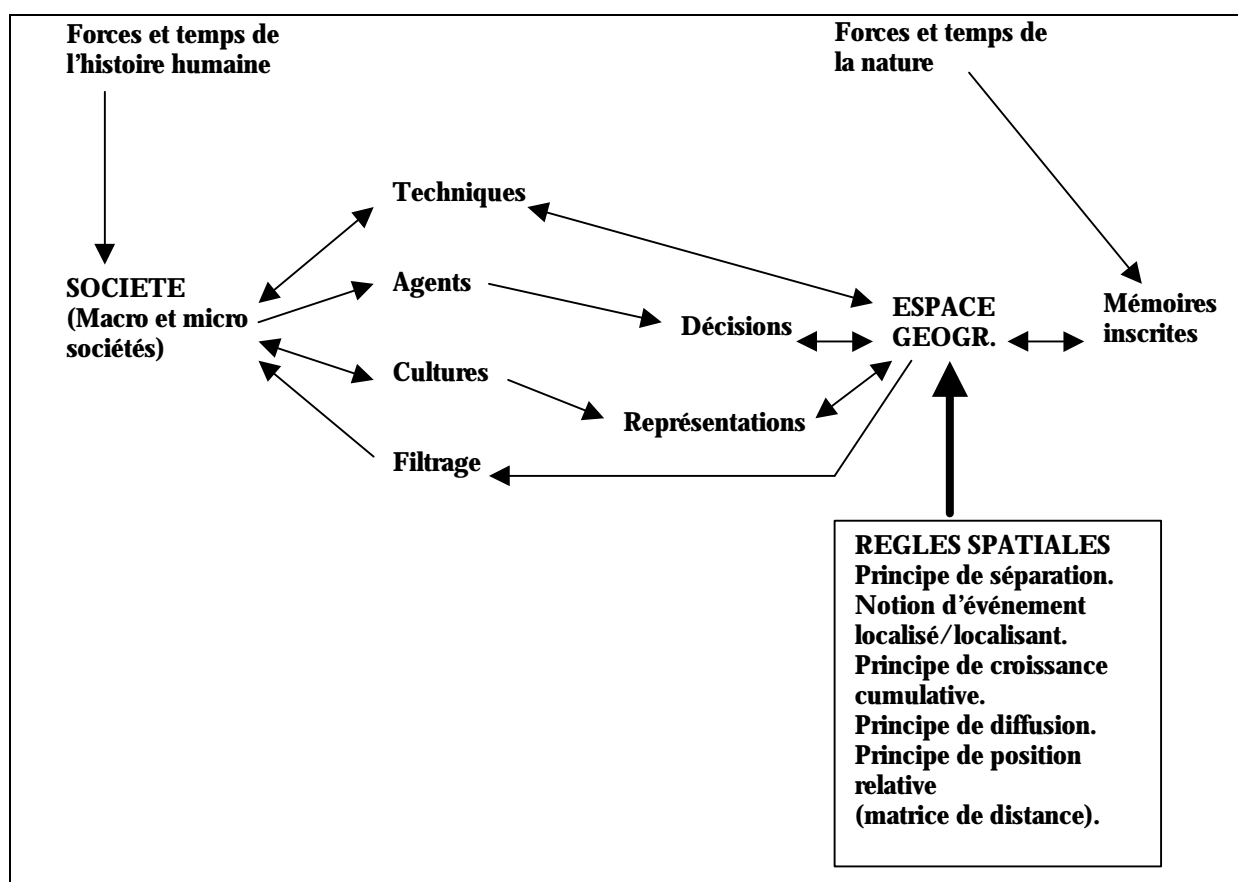 Forces et temps de
l'histoire humaine
Forces et temps de
la nature
Techniques
SOCIETE
(Macro et micro
sociétés)
Agents
Décisions
ESPACE
GEOGR.
Mémoires
inscrites
Cultures
Représentations
Filtrage
REGLES SPATIALES
Principe de séparation.
Notion d'événement
localisé/localisant.
Principe de croissance
cumulative.
Principe de diffusion.
Principe de position
relative
(matrice de distance).